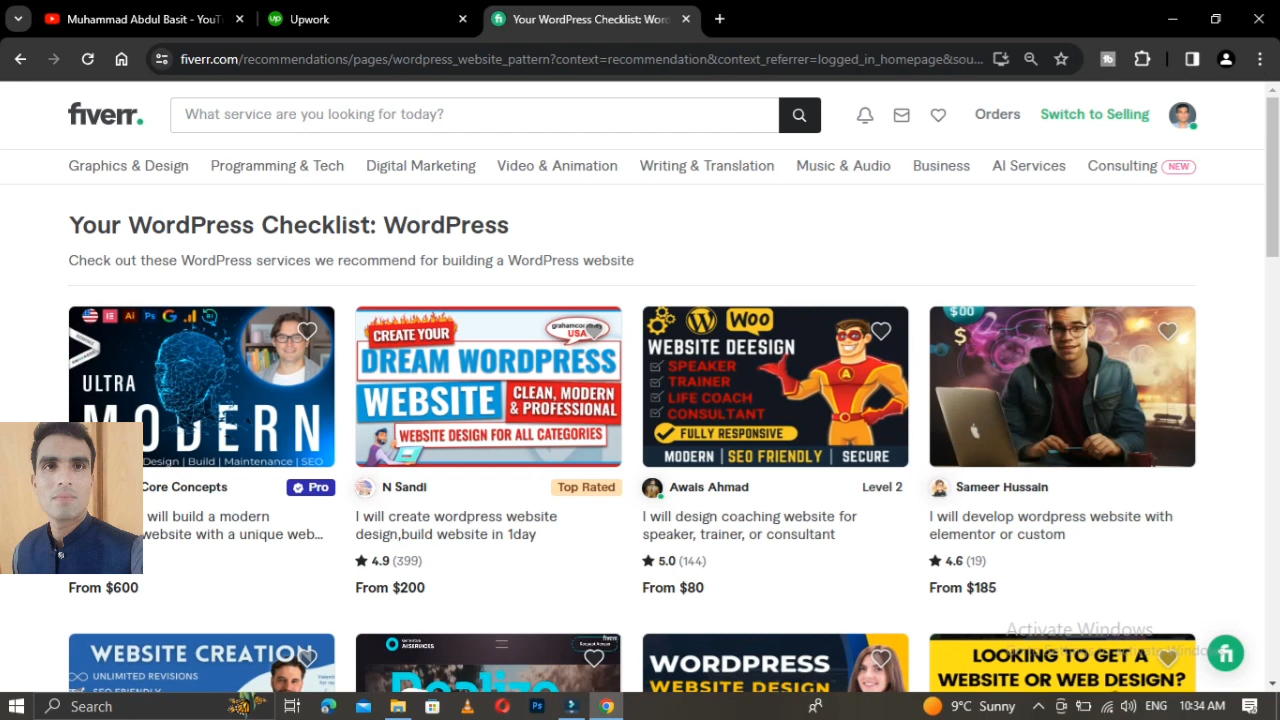 Muhammad Abdul Basit - YouT
Upwork
Your WordPress Checklist: Word
fiverr.com/recommendations/pages/wordpress_website_pattern?context=recommendation&context_referrer=logged_in_homepage&sou...
fiverr.
What service are you looking for today?
Orders
Switch to Selling
Graphics & Design
Programming & Tech
Digital Marketing
Video & Animation
Writing & Translation
Music & Audio
Business
AI Services
Consulting NEW
Your WordPress Checklist: WordPress
Check out these WordPress services we recommend for building a WordPress website
ULTRA
MODERN
Design | Build | Maintenance | SEO
Core Concepts
Pro
will build a modern
website with a unique web...
From $600
CREATE YOUR
USA
DREAM WORDPRESS
WEBSITE
CLEAN, MODERN
& PROFESSIONAL
WEBSITE DESIGN FOR ALL CATEGORIES
N Sandi
Top Rated
I will create wordpress website
design,build website in 1day
4.9 (399)
From $200
WOO
WEBSITE DEESIGN
SPEAKER
TRAINER
LIFE COACH
CONSULTANT
FULLY RESPONSIVE
MODERN | SEO FRIENDLY | SECURE
Awais Ahmad
Level 2
I will design coaching website for
speaker, trainer, or consultant
5.0 (144)
From $80
$00
$
Sameer Hussain
I will develop wordpress website with
elementor or custom
4.6 (19)
From $185
WEBSITE CREATION
UNLIMITED REVISIONS
SEO FRIENDLY
AISERVICES
Realize
WORDPRESS
WEBSITE DESIGN
LOOKING TO GET A
WEBSITE OR WEB DESIGN?
Activate Windows
fi
Search
9°C Sunny
ENG
10:34 AM